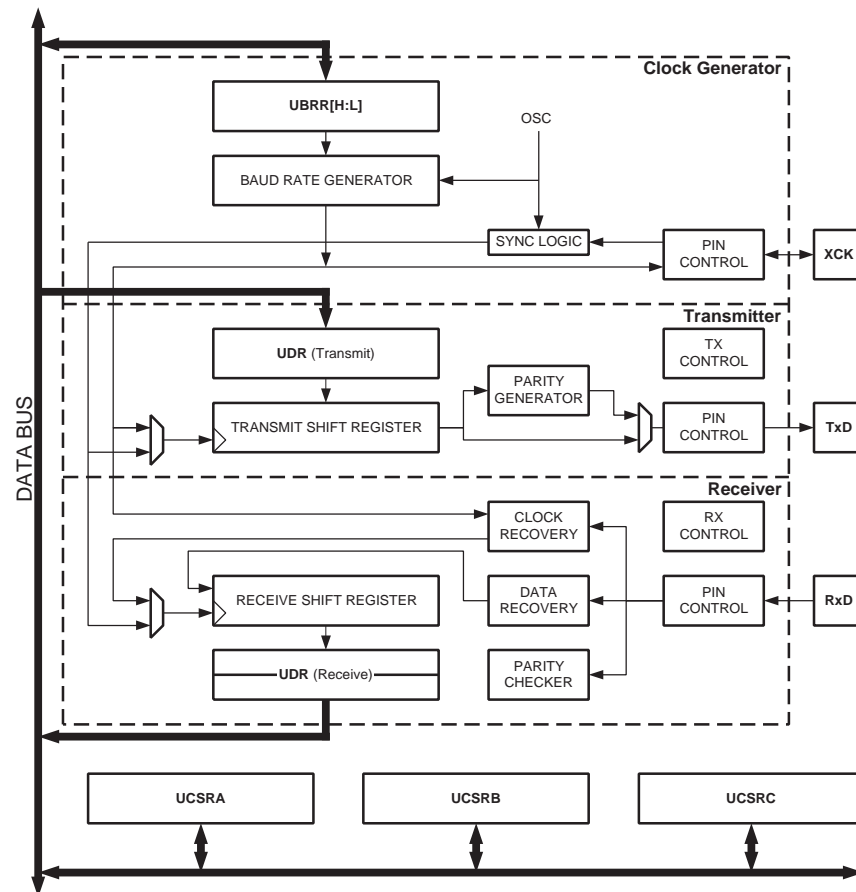 Clock Generator
UBRR[H:L]
OSC
BAUD RATE GENERATOR
SYNC LOGIC
PIN
CONTROL
XCK
Transmitter
UDR (Transmit)
TX
CONTROL
PARITY
GENERATOR
TRANSMIT SHIFT REGISTER
PIN
CONTROL
TxD
DATA BUS
Receiver
CLOCK
RECOVERY
RX
CONTROL
RECEIVE SHIFT REGISTER
DATA
RECOVERY
PIN
CONTROL
RxD
UDR (Receive)
PARITY
CHECKER
UCSRA
UCSRB
UCSRC